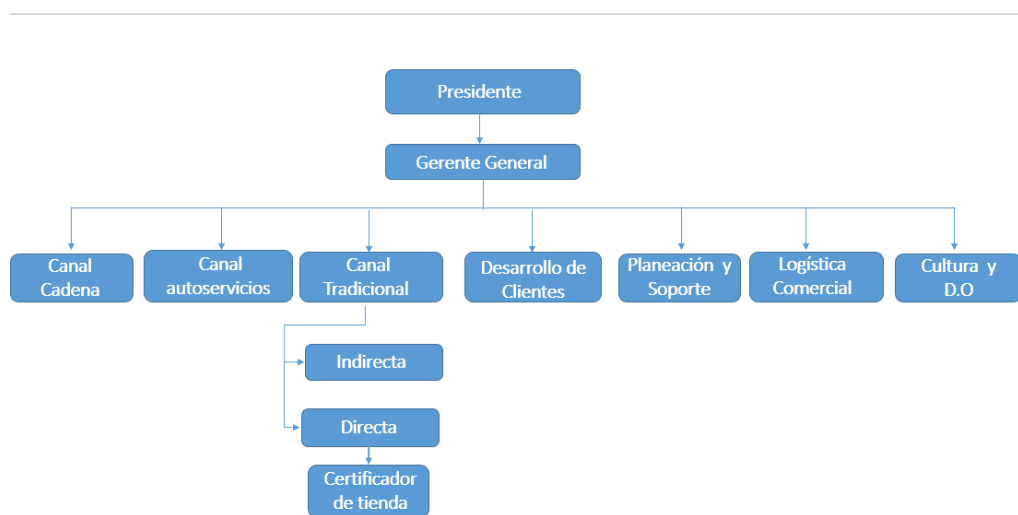 Presidente
Gerente General
Canal
Cadena
Canal
autoservicios
Canal
Tradicional
Desarrollo de
Clientes
Planeación y
Soporte
Logística
Comercial
Cultura y
D.O
Indirecta
Directa
Certificador
de tienda